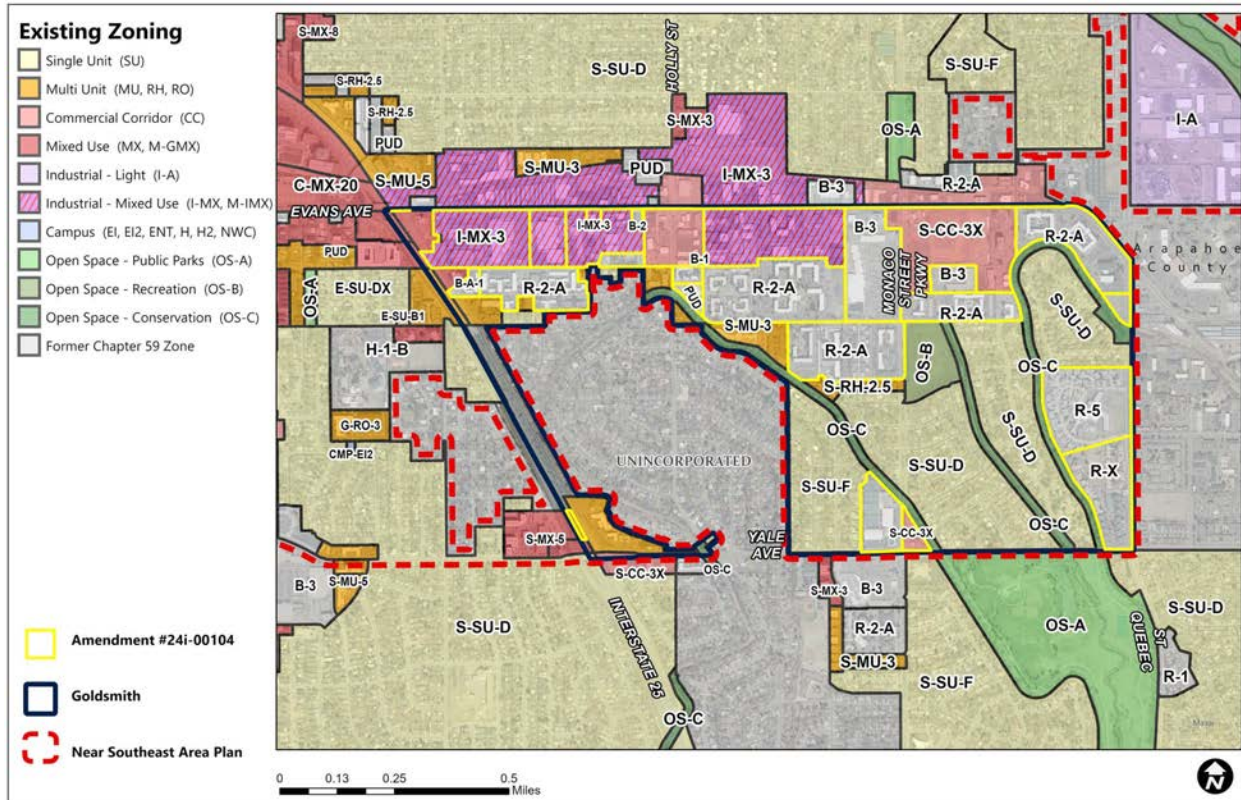 Existing Zoning
Single Unit (SU)
Multi Unit (MU, RH, RO)
Commercial Corridor (CC)
Mixed Use (MX, M-GMX)
Industrial - Light (I-A)
Industrial - Mixed Use (I-MX, M-IMX)
Campus (EI, EI2, ENT, H, H2, NWC)
Open Space - Public Parks (OS-A)
Open Space - Recreation (OS-B)
Open Space - Conservation (OS-C)
Former Chapter 59 Zone
Amendment #24i-00104
Goldsmith
Near Southeast Area Plan
S-MX-8
HOLLY ST
S-SU-D
S-SU-F
S-RH-2.5
S-RH-2.5
PUD
S-MX-3
OS-A
I-A
S-MU-3
PUD
I-MX-3
S-MU-5
B-3
R-2-A
C-MX-20
EVANS AVE
I-MX-3
I-MX-3
B-2
B-3
S-CC-3X
R-2-A
Arapahoe
County
PUD
B-1
MONACO
STREET
PKWY
B-3
OS-A
E-SU-DX
B-A-1
R-2-A
PUD
R-2-A
R-2-A
S-SU-D
E-SU-B1
S-MU-3
H-1-B
R-2-A
OS-B
OS-C
S-RH-2.5
R-5
G-RO-3
OS-C
S-SU-D
CMP-EI2
UNINCORPORATED
S-SU-D
R-X
S-SU-F
S-MX-5
YALE
AVE
S-CC-3X
OS-C
S-CC-3X
OS-C
B-3
S-MU-5
S-MX-3
B-3
S-SU-D
S-SU-D
R-2-A
OS-A
QUEBEC
ST
INTERSTATE 25
S-MU-3
S-SU-F
R-1
OS-C
0 0.13 0.25 0.5
Miles
N